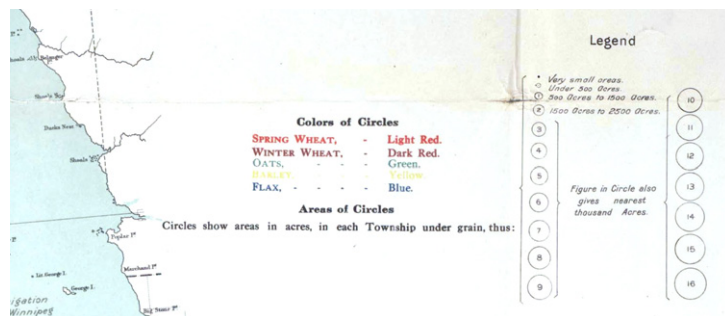 Legend
Very small areas.
Under 500 Acres
500 Acres to 1500 Acres.
1500 Acres to 2500 Acres.
1
2
3
4
5
6
7
8
9
10
11
12
13
14
15
16
Figure in Circle also
gives nearest
thousand Acres.
Colors of Circles
SPRING WHEAT, - Light Red.
WINTER WHEAT, - Dark Red.
OATS, - - - Green.
BARLEY, Yellow.
FLAX, - - - - Blue.
Areas of Circles
Circles show areas in acres, in each Township under grain, thus:
Poplar Pt
Marchand Pt
Lit George I.
George I.
Big Stone Pt
igation
Winnipeg